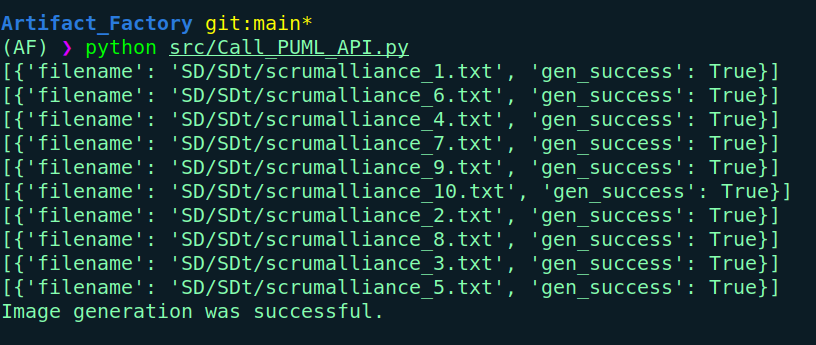 Artifact_Factory git:main*
(AF) ❯ python src/Call_PUML_API.py
[{'filename': 'SD/SDt/scrumalliance_1.txt', 'gen_success': True}]
[{'filename': 'SD/SDt/scrumalliance_6.txt', 'gen_success': True}]
[{'filename': 'SD/SDt/scrumalliance_4.txt', 'gen_success': True}]
[{'filename': 'SD/SDt/scrumalliance_7.txt', 'gen_success': True}]
[{'filename': 'SD/SDt/scrumalliance_9.txt', 'gen_success': True}]
[{'filename': 'SD/SDt/scrumalliance_10.txt', 'gen_success': True}]
[{'filename': 'SD/SDt/scrumalliance_2.txt', 'gen_success': True}]
[{'filename': 'SD/SDt/scrumalliance_8.txt', 'gen_success': True}]
[{'filename': 'SD/SDt/scrumalliance_3.txt', 'gen_success': True}]
[{'filename': 'SD/SDt/scrumalliance_5.txt', 'gen_success': True}]
Image generation was successful.